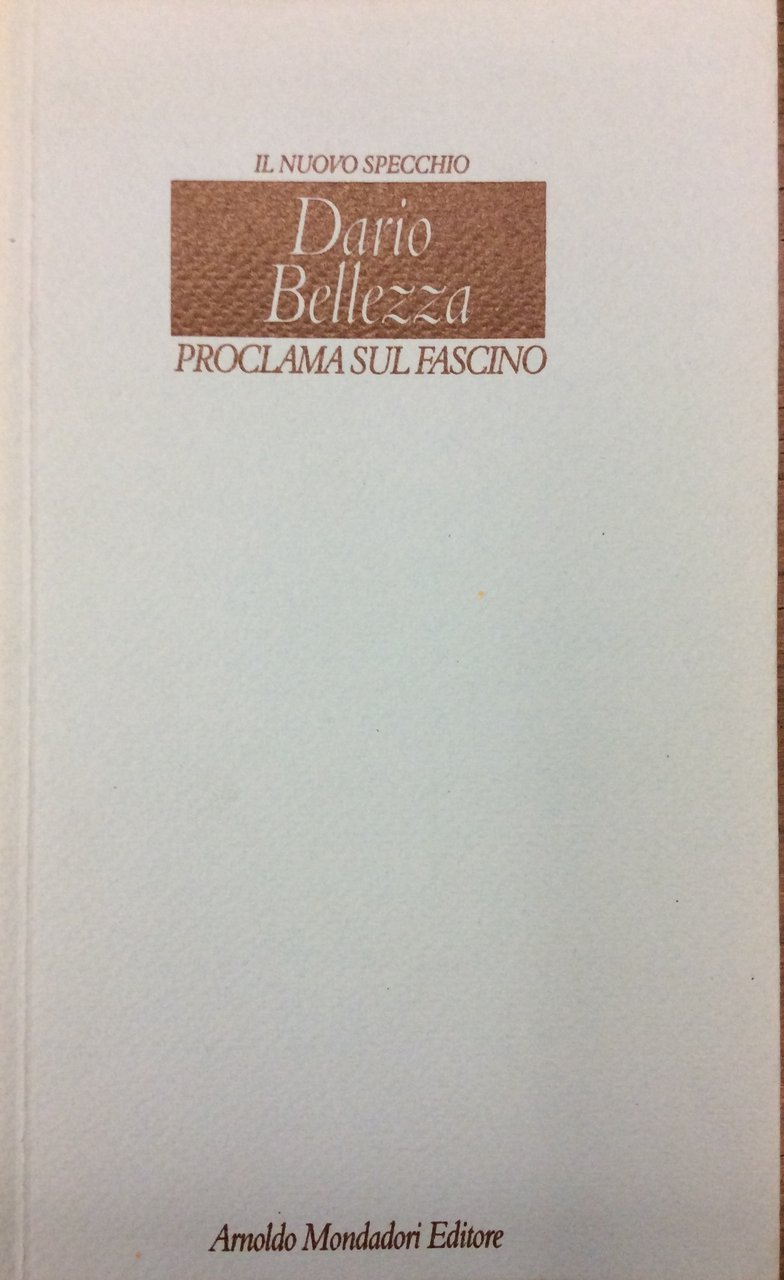 IL NUOVO SPECCHIO
Dario
Bellezza
PROCLAMA SUL FASCINO
Arnoldo Mondadori Editore